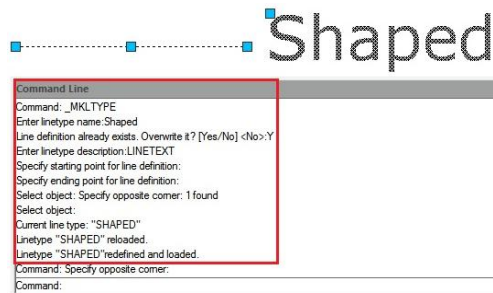 Shaped
Command Line
Command: _MKLTYPE
Enter linetype name:Shaped
Line definition already exists. Overwrite it? [Yes/No] <No>:Y
Enter linetype description:LINETEXT
Specify starting point for line definition:
Specify ending point for line definition:
Select object: Specify opposite corner: 1 found
Select object:
Current line type: "SHAPED"
Linetype "SHAPED" reloaded.
Linetype "SHAPED"redefined and loaded.
Command: Specify opposite corner:
Command: